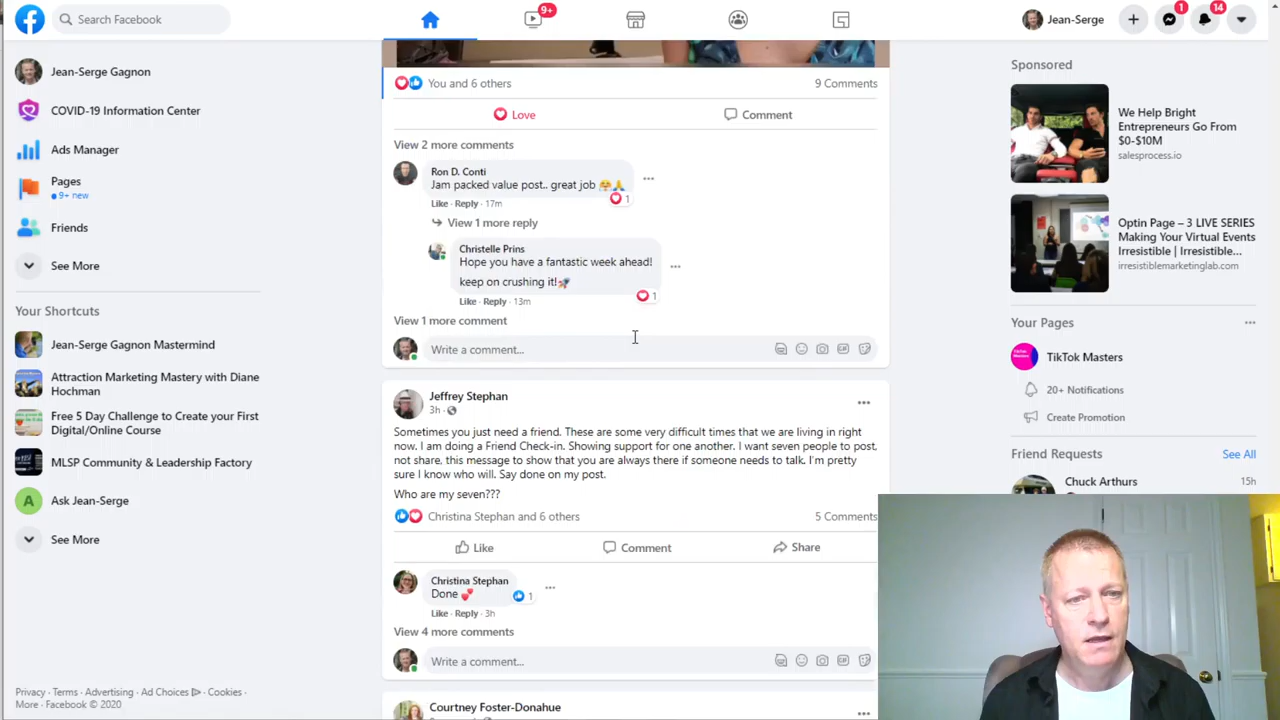 Search Facebook
9+
Jean-Serge
1
14
Jean-Serge Gagnon
COVID-19 Information Center
Ads Manager
Pages
9+ new
Friends
See More
Your Shortcuts
Jean-Serge Gagnon Mastermind
Attraction Marketing Mastery with Diane
Hochman
Free 5 Day Challenge to Create your First
Digital/Online Course
MLSP Community & Leadership Factory
A
Ask Jean-Serge
See More
Privacy · Terms · Advertising · Ad Choices · Cookies ·
More · Facebook © 2020
You and 6 others
9 Comments
Love
Comment
View 2 more comments
Ron D. Conti
Jam packed value post.. great job 🤗🙏
1
Like · Reply · 17m
View 1 more reply
Christelle Prins
Hope you have a fantastic week ahead!
keep on crushing it!🚀
1
Like · Reply · 13m
View 1 more comment
Write a comment...
GIF
Jeffrey Stephan
3h ·
Sometimes you just need a friend. These are some very difficult times that we are living in right
now. I am doing a Friend Check-in. Showing support for one another. I want seven people to post,
not share, this message to show that you are always there if someone needs to talk. I'm pretty
sure I know who will. Say done on my post.
Who are my seven???
Christina Stephan and 6 others
5 Comments
Like
Comment
Share
Christina Stephan
Done 💕
1
Like · Reply · 3h
View 4 more comments
Write a comment...
GIF
Courtney Foster-Donahue
Sponsored
We Help Bright
Entrepreneurs Go From
$0-$10M
salesprocess.io
Optin Page – 3 LIVE SERIES
Making Your Virtual Events
Irresistible | Irresistible...
irresistiblemarketinglab.com
Your Pages
TikTok Masters
20+ Notifications
Create Promotion
Friend Requests
See All
Chuck Arthurs
15h